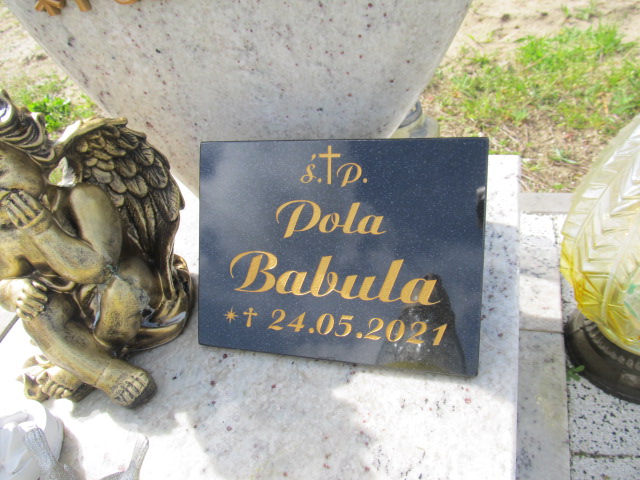 ś.†p.
Pola
Babula
*† 24.05.2021